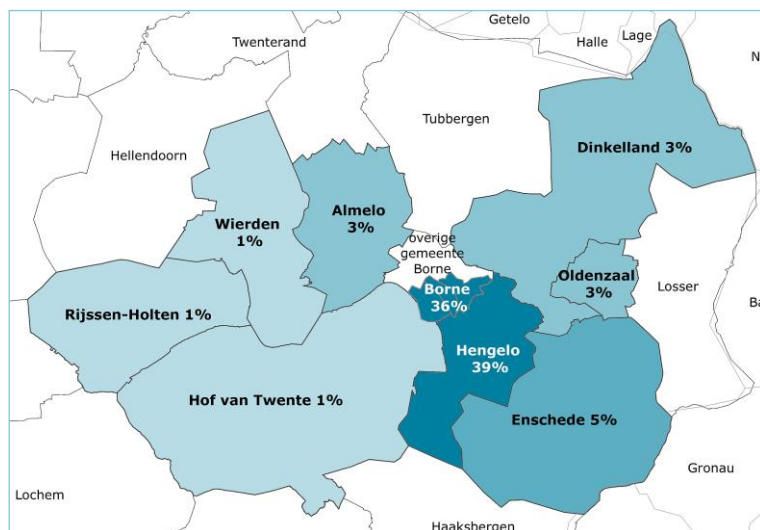 Getelo
Twenterand
Halle
Lage
Tubbergen
Hellendoorn
Dinkelland 3%
Wierden
1%
Almelo
3%
overige
gemeente
Borne
Oldenzaal
3%
Losser
Borne
36%
Rijssen-Holten 1%
Hengelo
39%
Hof van Twente 1%
Enschede 5%
Gronau
Lochem
Haaksbergen